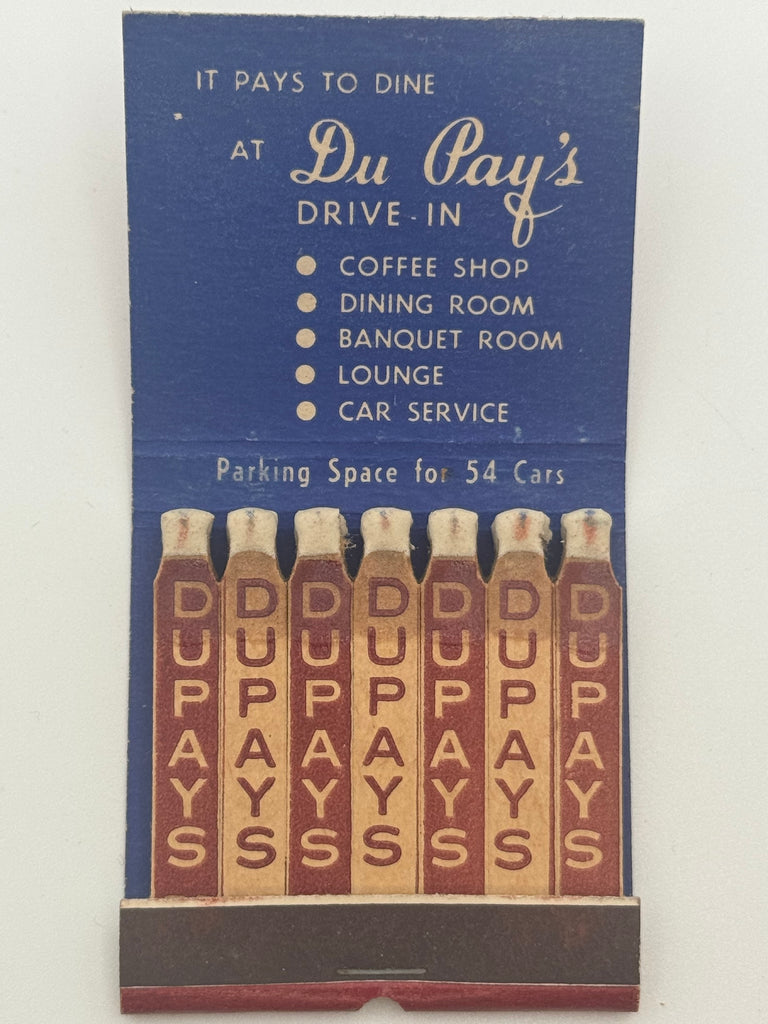 IT PAYS TO DINE
AT Du Pay's
DRIVE-IN
● COFFEE SHOP
● DINING ROOM
● BANQUET ROOM
● LOUNGE
● CAR SERVICE
Parking Space for 54 Cars
DUPAYS
DUPAYS
DUPAYS
DUPAYS
DUPAYS
DUPAYS
DUPAYS